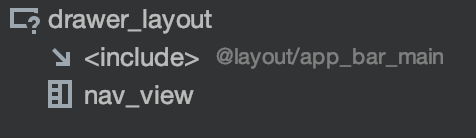 drawer_layout
<include> @layout/app_bar_main
nav_view